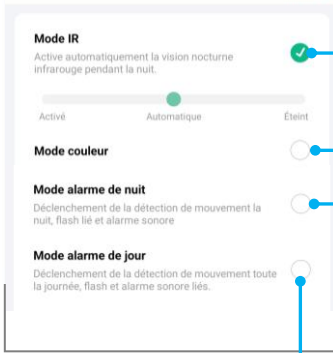 Mode IR
Active automatiquement la vision nocturne
infrarouge pendant la nuit.
Activé Automatique Éteint
Mode couleur
Mode alarme de nuit
Déclenchement de la détection de mouvement la
nuit, flash lié et alarme sonore
Mode alarme de jour
Déclenchement de la détection de mouvement toute
la journée, flash et alarme sonore liés.